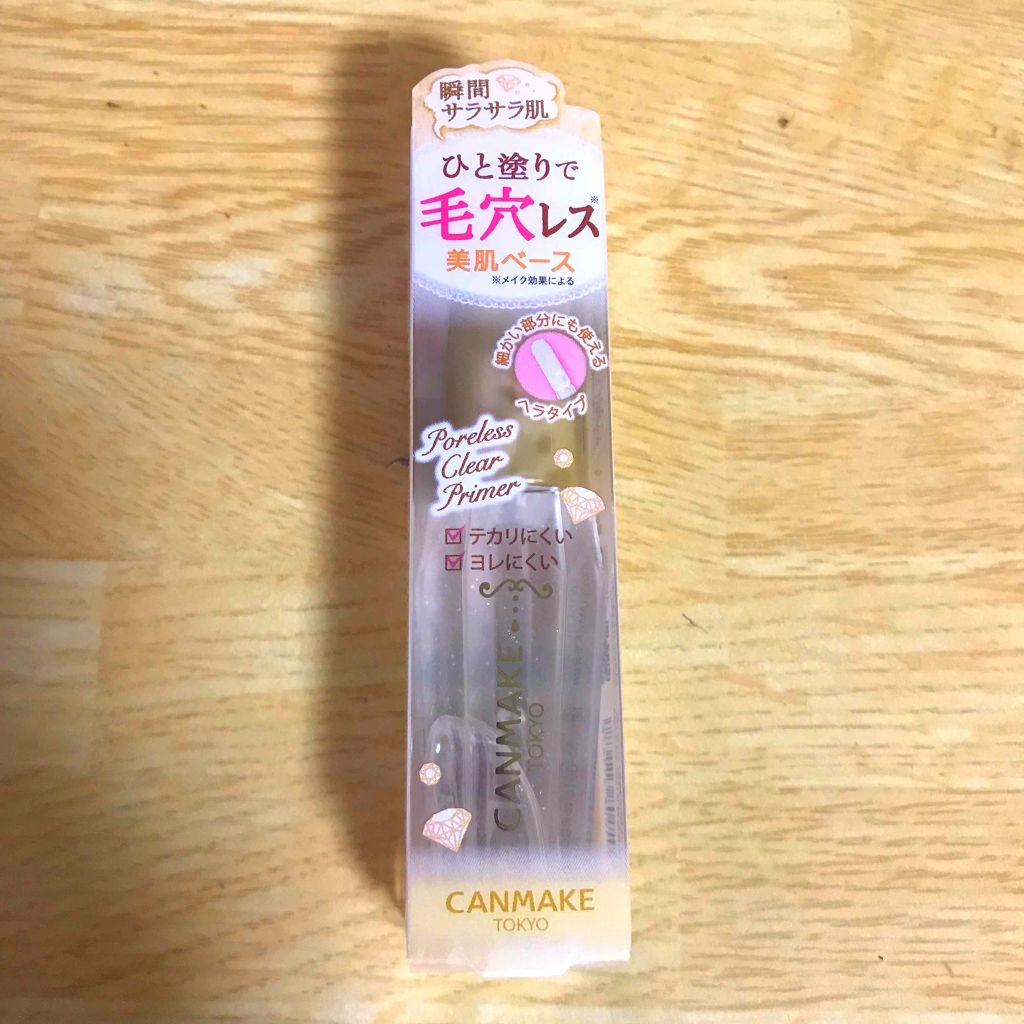 瞬間
サラサラ肌
ひと塗りで
毛穴レス※
美肌ベース
※メイク効果による
細かい部分にも使える
ヘラタイプ
Poreless
Clear
Primer
テカリにくい
ヨレにくい
CANMAKE
TOKYO
CANMAKE
TOKYO